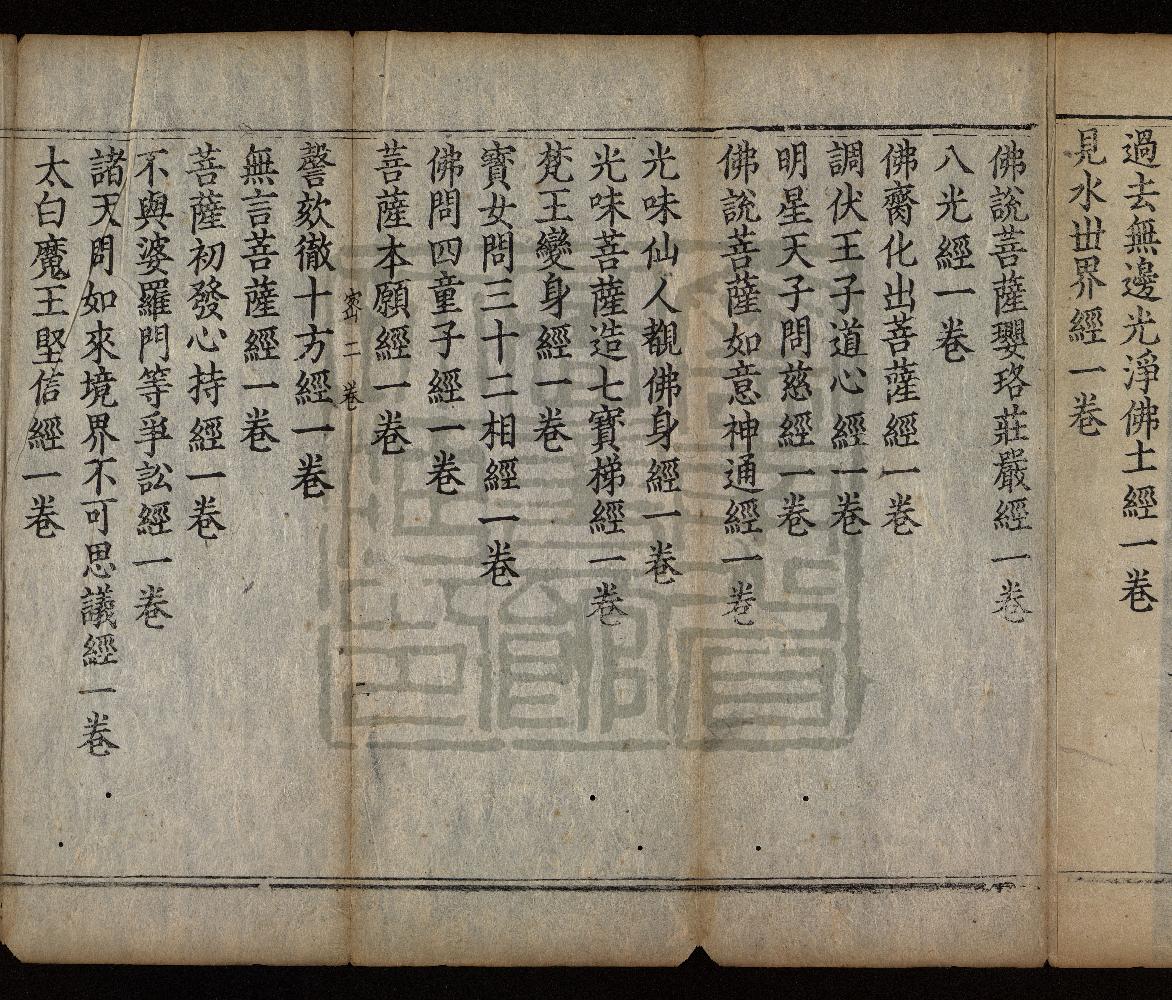 過去無邊光淨佛土經一卷
見水世界經一卷
佛說菩薩瓔珞莊嚴經一卷
八光經一卷
佛臍化出菩薩經一卷
調伏王子道心經一卷
明星天子問慈經一卷
佛說菩薩如意神通經一卷
光味仙人覩佛身經一卷
光味菩薩造七寶梯經一卷
梵王變身經一卷
寶女問三十二相經一卷
佛問四童子經一卷
菩薩本願經一卷
密二 卷
謦欬徹十方經一卷
無言菩薩經一卷
菩薩初發心持經一卷
不與婆羅門等爭訟經一卷
諸天問如來境界不可思議經一卷
太白魔王堅信經一卷